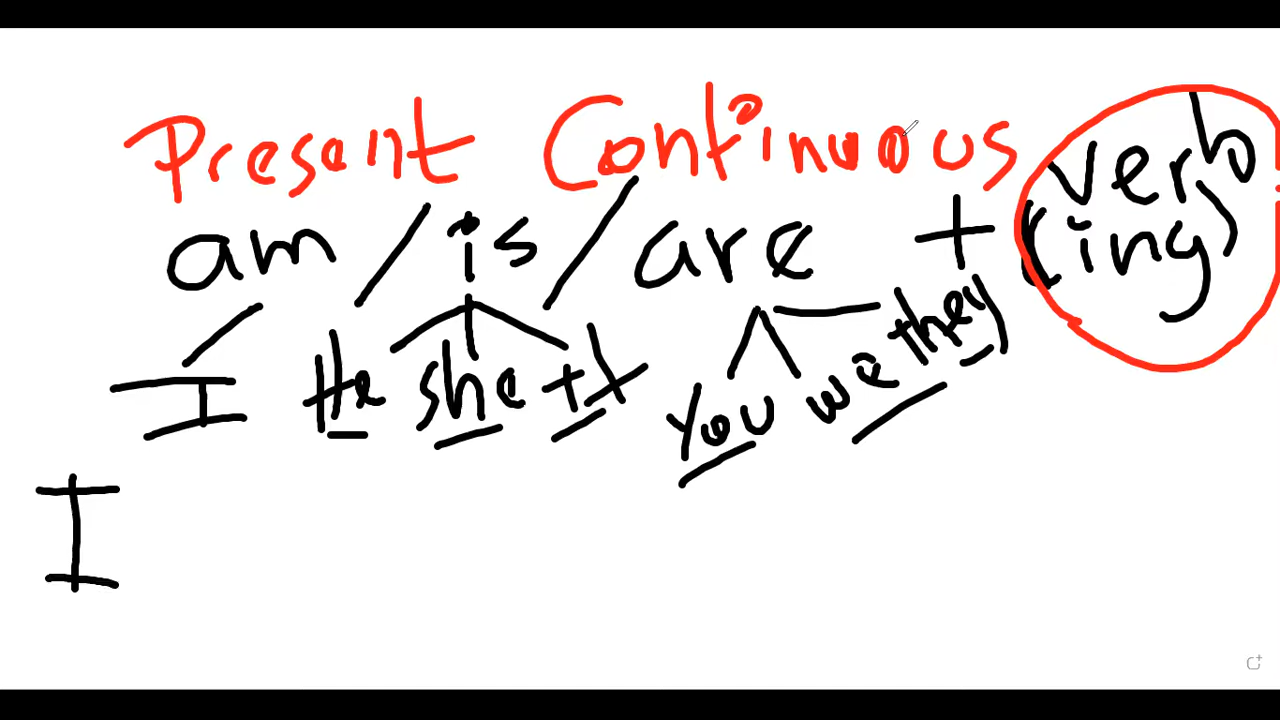 Present Continuous
am / is / are + verb (ing)
I He she It You we they
I